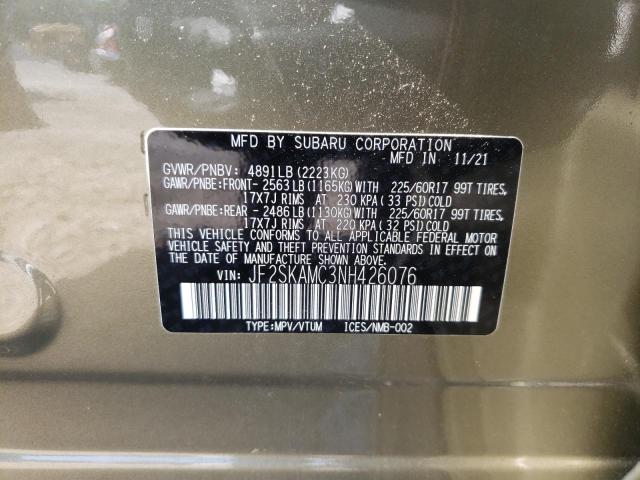 MFD BY SUBARU CORPORATION
MFD IN 11/21
GVWR/PNBV: 4891LB(2223KG)
GAWR/PNBE:FRONT- 2563LB(1165KG)WITH 225/60R17 99T TIRES,
17X7J RIMS AT 230 KPA(33 PSI)COLD
GAWR/PNBE:REAR - 2486LB(1130KG)WITH 225/60R17 99T TIRES,
17X7J RIMS AT 220 KPA(32 PSI)COLD
THIS VEHICLE CONFORMS TO ALL APPLICABLE FEDERAL MOTOR
VEHICLE SAFETY AND THEFT PREVENTION STANDARDS IN EFFECT ON
THE DATE OF MANUFACTURE SHOWN ABOVE.
VIN: JF2SKAMC3NH426076
TYPE:MPV/VTUM ICES/NMB-002